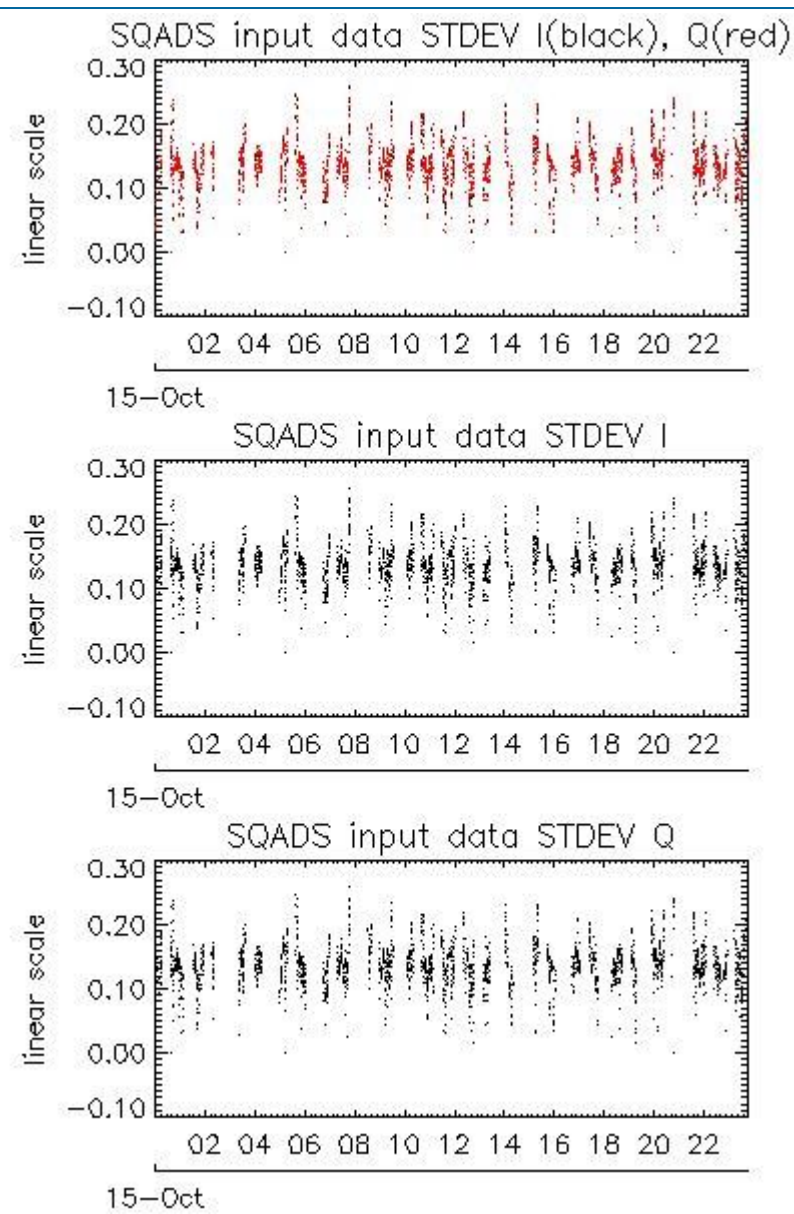 SQADS input data STDEV I(black), Q(red)
0.30
0.20
0.10
0.00
−0.10
linear scale
02 04 06 08 10 12 14 16 18 20 22
15−Oct
SQADS input data STDEV I
0.30
0.20
0.10
0.00
−0.10
linear scale
02 04 06 08 10 12 14 16 18 20 22
15−Oct
SQADS input data STDEV Q
0.30
0.20
0.10
0.00
−0.10
linear scale
02 04 06 08 10 12 14 16 18 20 22
15−Oct